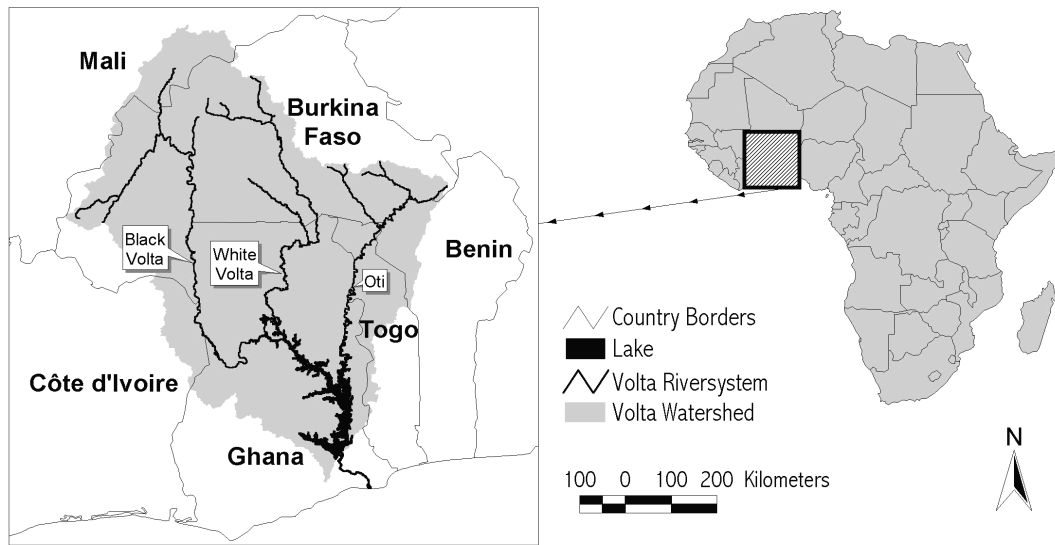 Mali
Burkina
Faso
Black
Volta
White
Volta
Oti
Benin
Togo
Côte d'Ivoire
Ghana
Country Borders
Lake
Volta Riversystem
Volta Watershed
100 0 100 200 Kilometers
N